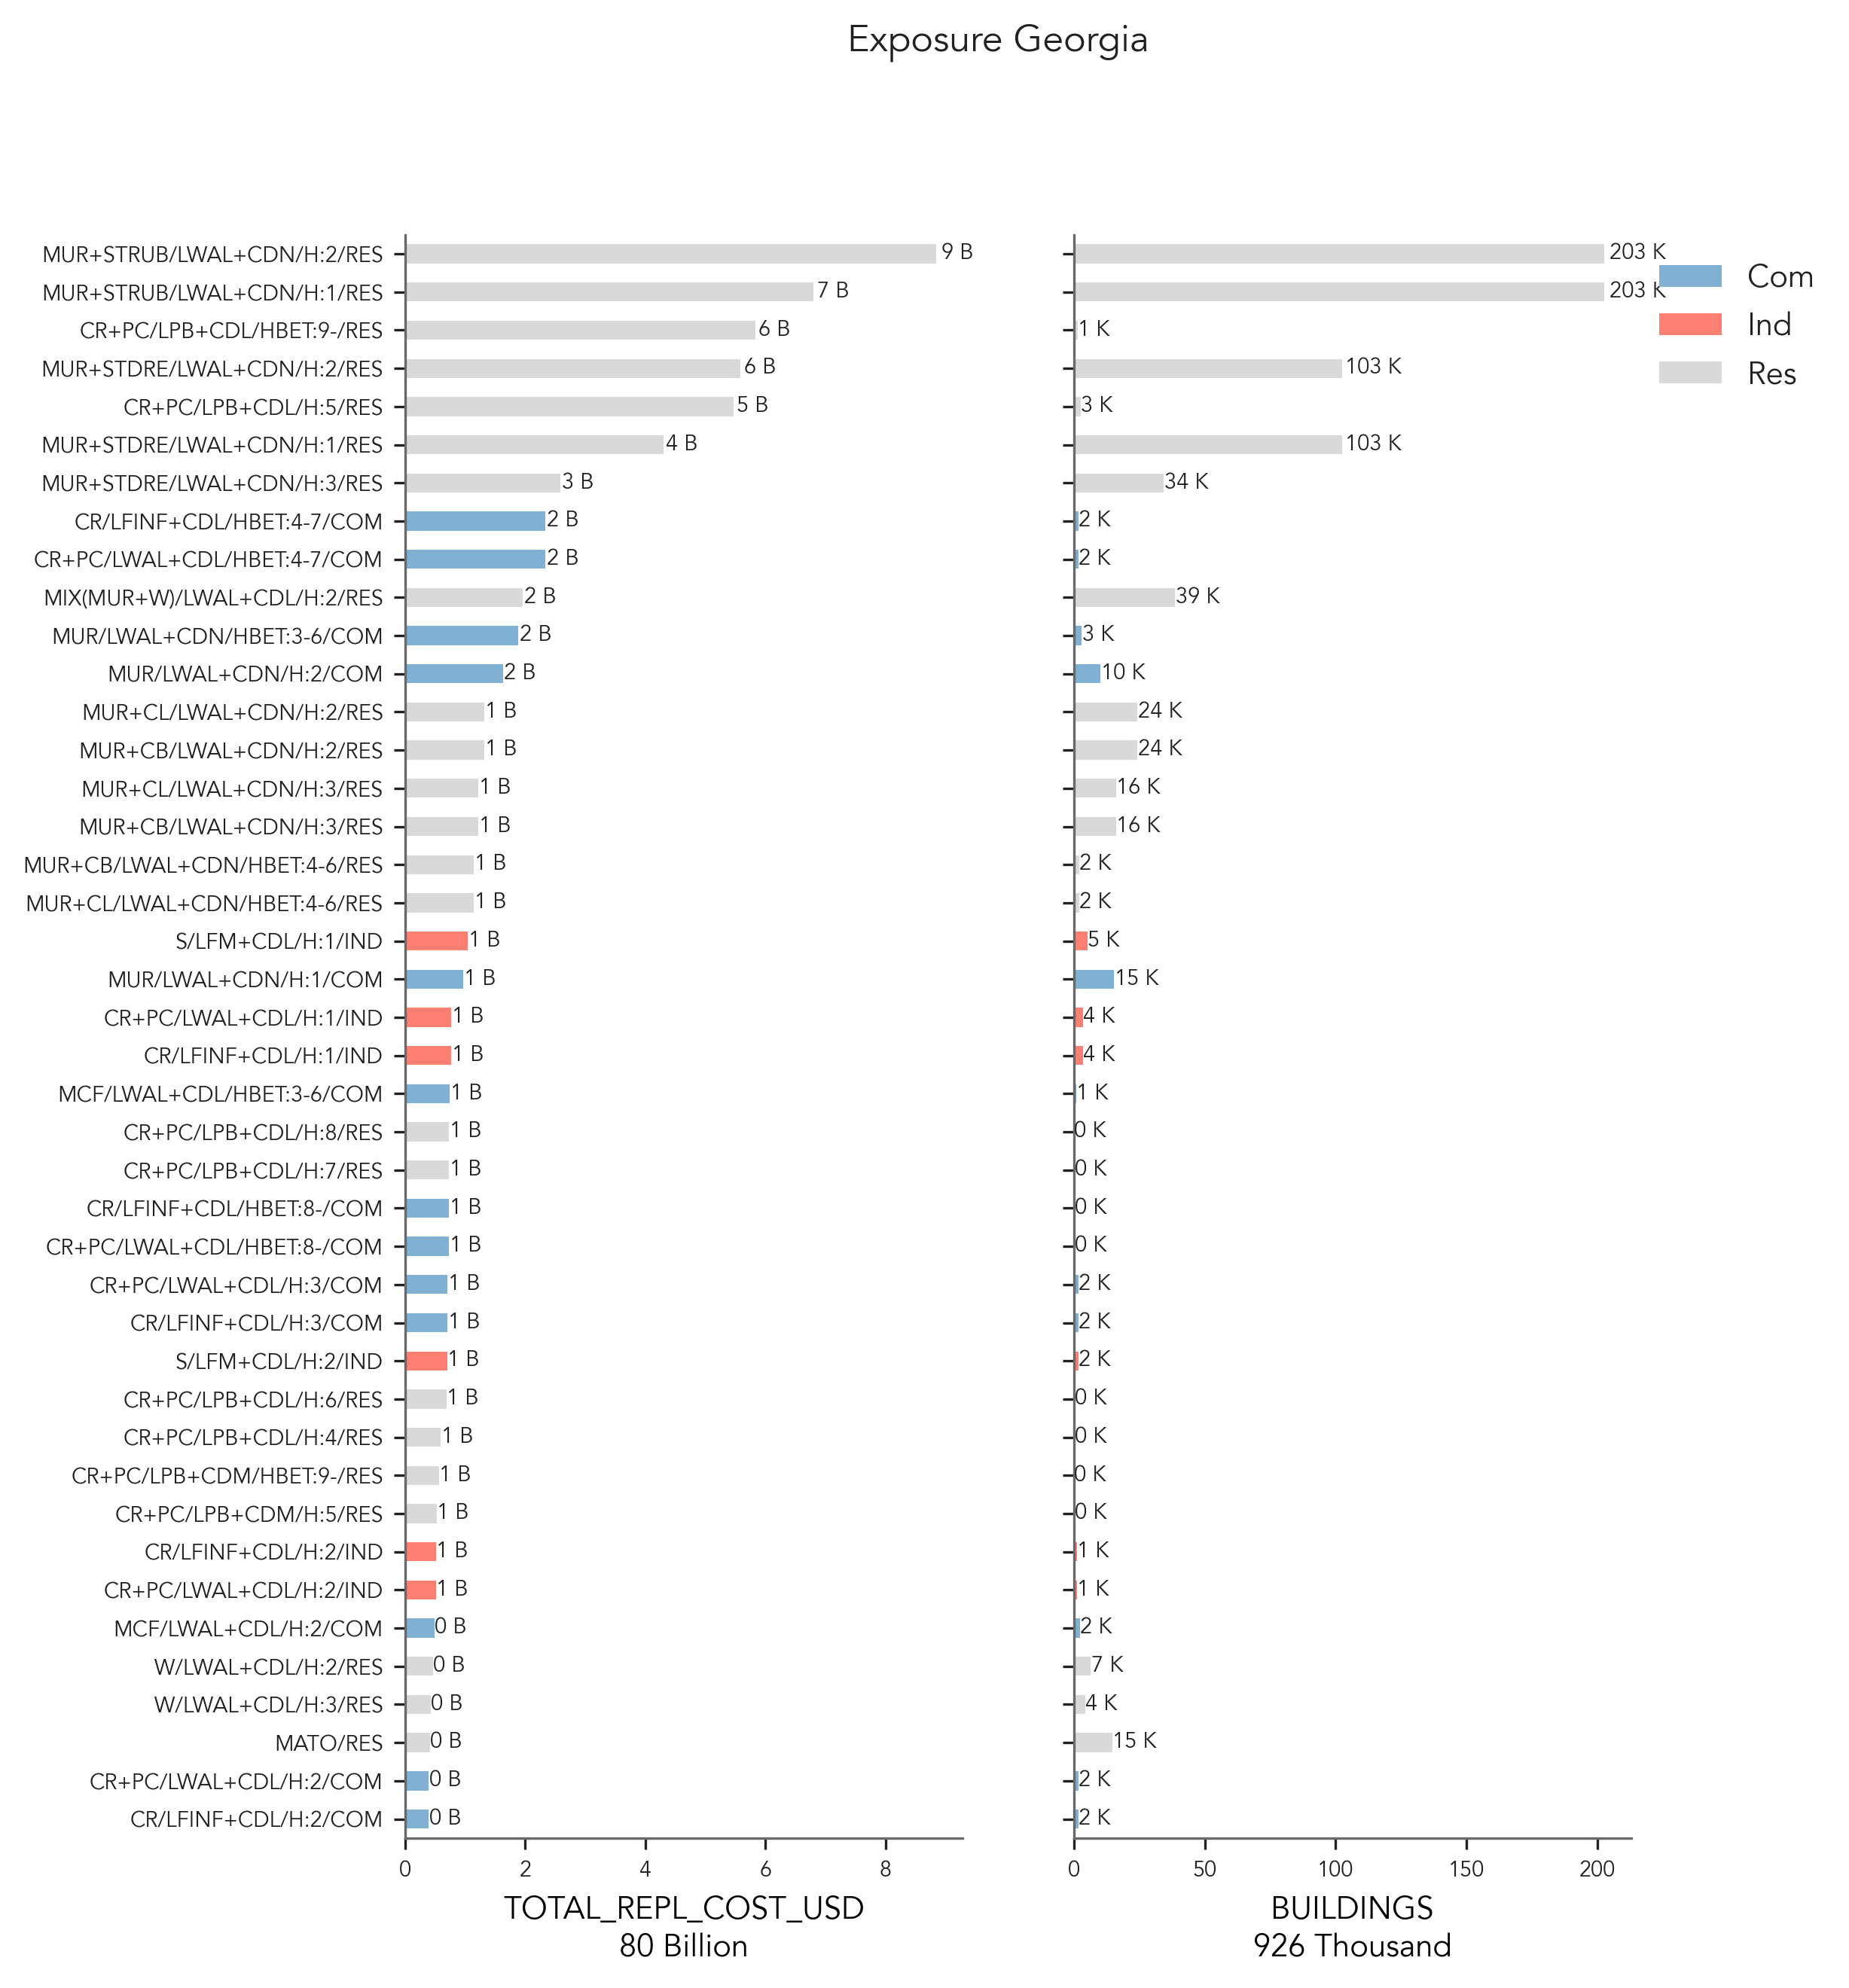 Exposure Georgia
MUR+STRUB/LWAL+CDN/H:2/RES 9 B 203 K
MUR+STRUB/LWAL+CDN/H:1/RES 7 B 203 K
CR+PC/LPB+CDL/HBET:9-/RES 6 B 1 K
MUR+STDRE/LWAL+CDN/H:2/RES 6 B 103 K
CR+PC/LPB+CDL/H:5/RES 5 B 3 K
MUR+STDRE/LWAL+CDN/H:1/RES 4 B 103 K
MUR+STDRE/LWAL+CDN/H:3/RES 3 B 34 K
CR/LFINF+CDL/HBET:4-7/COM 2 B 2 K
CR+PC/LWAL+CDL/HBET:4-7/COM 2 B 2 K
MIX(MUR+W)/LWAL+CDL/H:2/RES 2 B 39 K
MUR/LWAL+CDN/HBET:3-6/COM 2 B 3 K
MUR/LWAL+CDN/H:2/COM 2 B 10 K
MUR+CL/LWAL+CDN/H:2/RES 1 B 24 K
MUR+CB/LWAL+CDN/H:2/RES 1 B 24 K
MUR+CL/LWAL+CDN/H:3/RES 1 B 16 K
MUR+CB/LWAL+CDN/H:3/RES 1 B 16 K
MUR+CB/LWAL+CDN/HBET:4-6/RES 1 B 2 K
MUR+CL/LWAL+CDN/HBET:4-6/RES 1 B 2 K
S/LFM+CDL/H:1/IND 1 B 5 K
MUR/LWAL+CDN/H:1/COM 1 B 15 K
CR+PC/LWAL+CDL/H:1/IND 1 B 4 K
CR/LFINF+CDL/H:1/IND 1 B 4 K
MCF/LWAL+CDL/HBET:3-6/COM 1 B 1 K
CR+PC/LPB+CDL/H:8/RES 1 B 0 K
CR+PC/LPB+CDL/H:7/RES 1 B 0 K
CR/LFINF+CDL/HBET:8-/COM 1 B 0 K
CR+PC/LWAL+CDL/HBET:8-/COM 1 B 0 K
CR+PC/LWAL+CDL/H:3/COM 1 B 2 K
CR/LFINF+CDL/H:3/COM 1 B 2 K
S/LFM+CDL/H:2/IND 1 B 2 K
CR+PC/LPB+CDL/H:6/RES 1 B 0 K
CR+PC/LPB+CDL/H:4/RES 1 B 0 K
CR+PC/LPB+CDM/HBET:9-/RES 1 B 0 K
CR+PC/LPB+CDM/H:5/RES 1 B 0 K
CR/LFINF+CDL/H:2/IND 1 B 1 K
CR+PC/LWAL+CDL/H:2/IND 1 B 1 K
MCF/LWAL+CDL/H:2/COM 0 B 2 K
W/LWAL+CDL/H:2/RES 0 B 7 K
W/LWAL+CDL/H:3/RES 0 B 4 K
MATO/RES 0 B 15 K
CR+PC/LWAL+CDL/H:2/COM 0 B 2 K
CR/LFINF+CDL/H:2/COM 0 B 2 K
0 2 4 6 8
TOTAL_REPL_COST_USD
80 Billion
0 50 100 150 200
BUILDINGS
926 Thousand
Com
Ind
Res